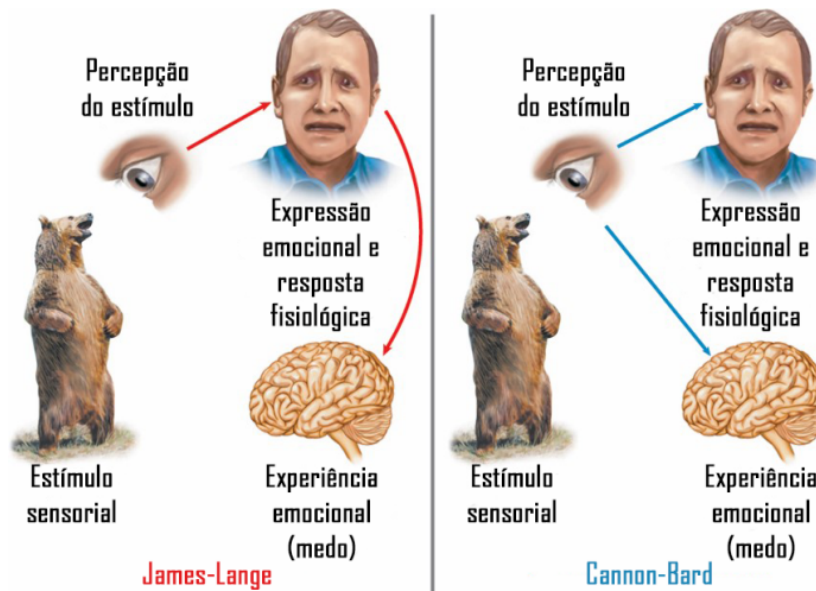 Percepção
do estímulo
Expressão
emocional e
resposta
fisiológica
Estímulo
sensorial
Experiência
emocional
(medo)
James-Lange
Percepção
do estímulo
Expressão
emocional e
resposta
fisiológica
Estímulo
sensorial
Experiência
emocional
(medo)
Cannon-Bard